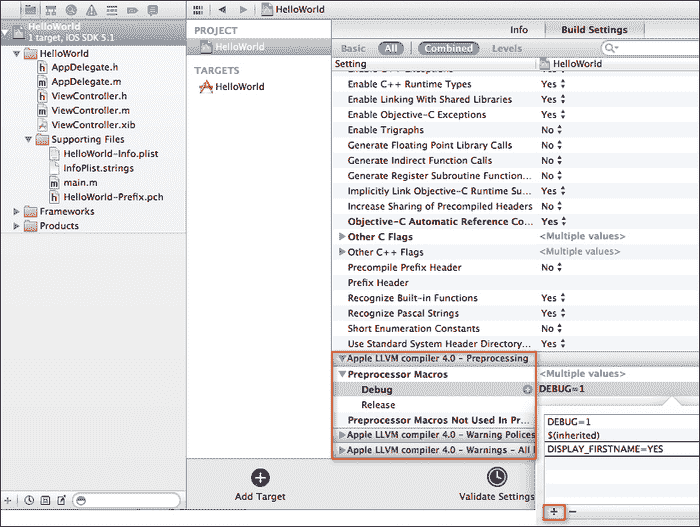 HelloWorld
1 target, iOS SDK 5.1
HelloWorld
AppDelegate.h
AppDelegate.m
ViewController.h
ViewController.m
ViewController.xib
Supporting Files
HelloWorld-Info.plist
InfoPlist.strings
main.m
HelloWorld-Prefix.pch
Frameworks
Products
HelloWorld
PROJECT
HelloWorld
TARGETS
HelloWorld
Info Build Settings
Basic All Combined Levels
Setting HelloWorld
Enable C++ Exceptions Yes
Enable C++ Runtime Types Yes
Enable Linking With Shared Libraries Yes
Enable Objective-C Exceptions Yes
Enable Trigraphs No
Generate Floating Point Library Calls No
Generate Indirect Function Calls No
Generate Register Subroutine Function... No
Implicitly Link Objective-C Runtime Su... Yes
Increase Sharing of Precompiled Headers No
Objective-C Automatic Reference Co... Yes
Other C Flags <Multiple values>
Other C++ Flags <Multiple values>
Precompile Prefix Header No
Prefix Header
Recognize Built-in Functions Yes
Recognize Pascal Strings Yes
Short Enumeration Constants No
Use Standard System Header Directory... Yes
Apple LLVM compiler 4.0 - Preprocessing
Preprocessor Macros <Multiple values>
Debug DEBUG=1
Release
Preprocessor Macros Not Used In Pr...
Apple LLVM compiler 4.0 - Warning Polices
Apple LLVM compiler 4.0 - Warnings - All l
DEBUG=1
$(inherited)
DISPLAY_FIRSTNAME=YES
Add Target
Validate Settings